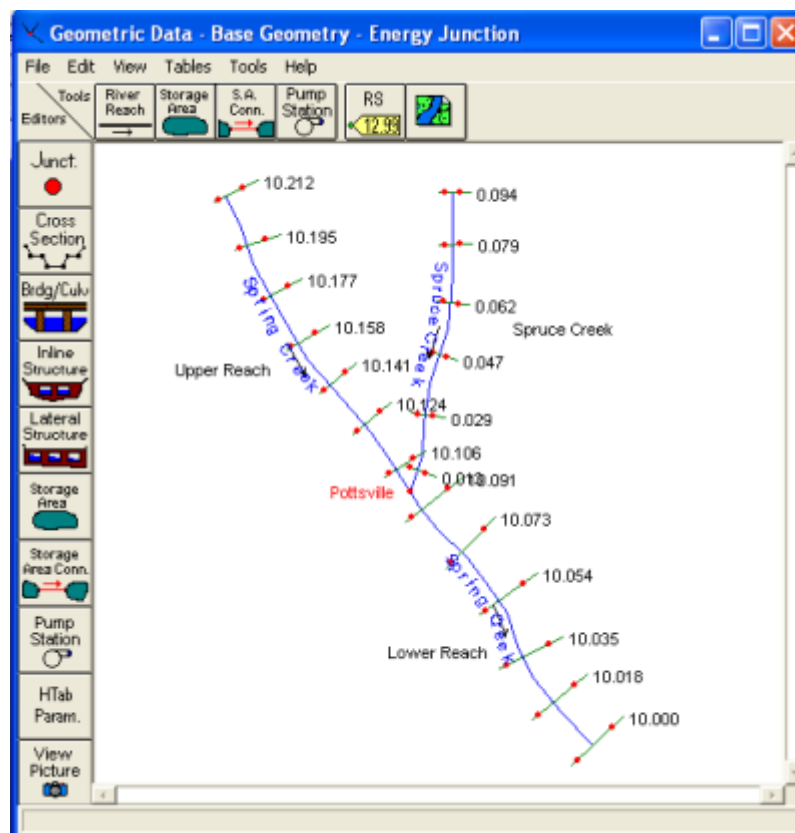 Geometric Data - Base Geometry - Energy Junction
File Edit View Tables Tools Help
Tools
Editors
River
Reach
Storage
Area
S.A.
Conn.
Pump
Station
RS
12.99
Junct.
Cross
Section
Brdg/Culv
Inline
Structure
Lateral
Structure
Storage
Area
Storage
Area Conn.
Pump
Station
HTab
Param.
View
Picture
10.212
10.195
10.177
10.158
10.141
10.124
10.106
Spring Creek
Upper Reach
0.094
0.079
0.062
0.047
0.029
Spruce Creek
Spruce Creek
Pottsville
10.073
10.054
10.035
10.018
10.000
Spring Creek
Lower Reach